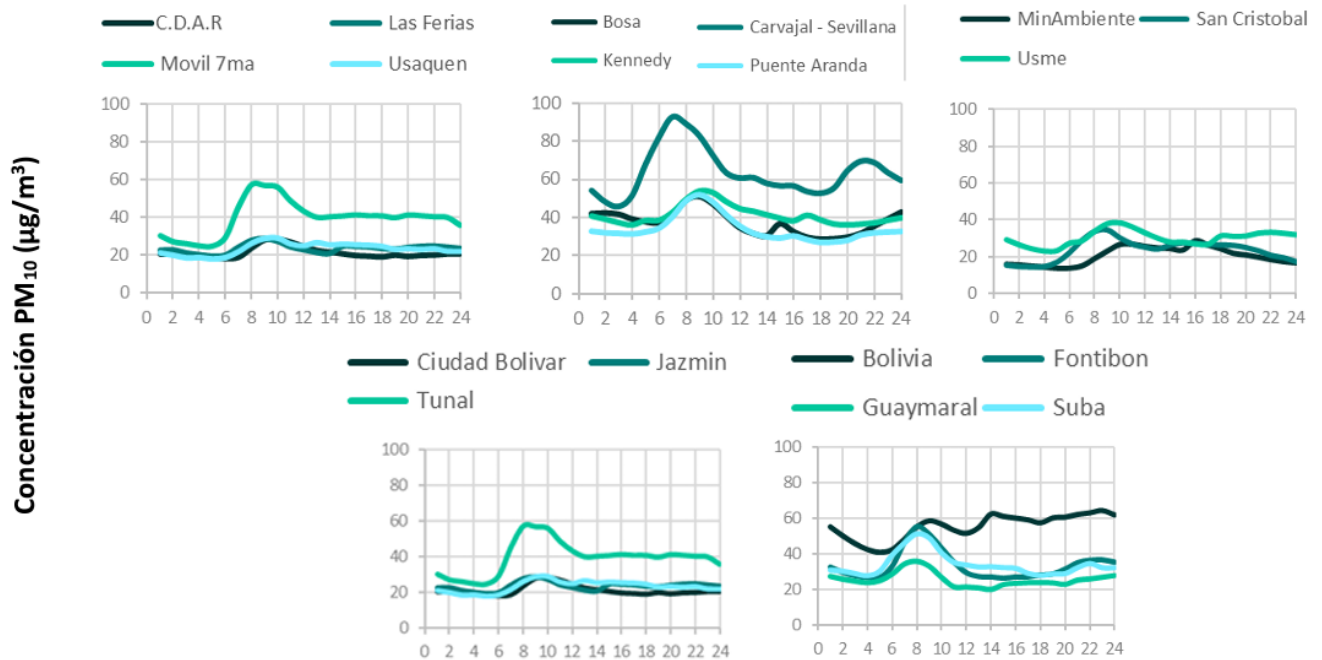 C.D.A.R Las Ferias
Movil 7ma Usaquen
Bosa Carvajal - Sevillana
Kennedy Puente Aranda
MinAmbiente San Cristobal
Usme
Concentración PM₁₀ (µg/m³)
100
80
60
40
20
0
0 2 4 6 8 10 12 14 16 18 20 22 24
100
80
60
40
20
0
0 2 4 6 8 10 12 14 16 18 20 22 24
100
80
60
40
20
0
0 2 4 6 8 10 12 14 16 18 20 22 24
Ciudad Bolivar Jazmin
Tunal
Bolivia Fontibon
Guaymaral Suba
100
80
60
40
20
0
0 2 4 6 8 10 12 14 16 18 20 22 24
100
80
60
40
20
0
0 2 4 6 8 10 12 14 16 18 20 22 24